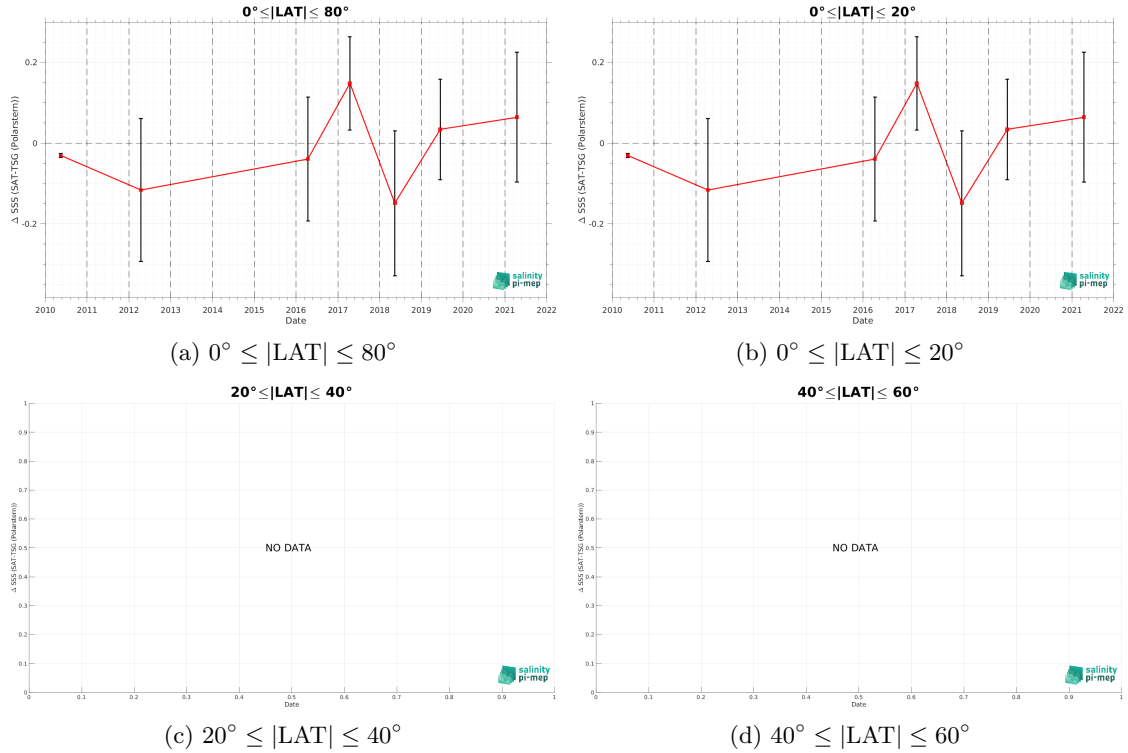 0°≤|LAT|≤ 80°
Δ SSS (SAT-TSG (Polarstern))
0.2
0
-0.2
2010 2011 2012 2013 2014 2015 2016 2017 2018 2019 2020 2021 2022
Date
salinity
pi-mep
(a) 0° ≤ |LAT| ≤ 80°
0°≤|LAT|≤ 20°
Δ SSS (SAT-TSG (Polarstern))
0.2
0
-0.2
2010 2011 2012 2013 2014 2015 2016 2017 2018 2019 2020 2021 2022
Date
salinity
pi-mep
(b) 0° ≤ |LAT| ≤ 20°
20°≤|LAT|≤ 40°
Δ SSS (SAT-TSG (Polarstern))
1
0.9
0.8
0.7
0.6
0.5
0.4
0.3
0.2
0.1
0
NO DATA
0 0.1 0.2 0.3 0.4 0.5 0.6 0.7 0.8 0.9 1
Date
salinity
pi-mep
(c) 20° ≤ |LAT| ≤ 40°
40°≤|LAT|≤ 60°
Δ SSS (SAT-TSG (Polarstern))
1
0.9
0.8
0.7
0.6
0.5
0.4
0.3
0.2
0.1
0
NO DATA
0 0.1 0.2 0.3 0.4 0.5 0.6 0.7 0.8 0.9 1
Date
salinity
pi-mep
(d) 40° ≤ |LAT| ≤ 60°